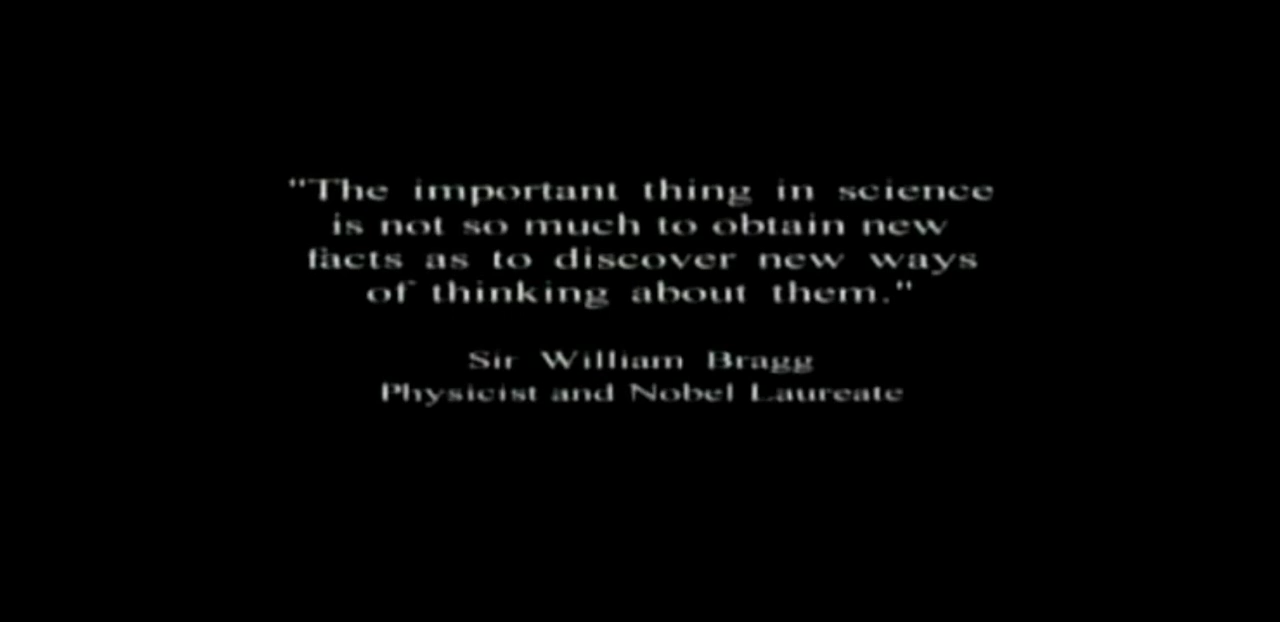 "The important thing in science
is not so much to obtain new
facts as to discover new ways
of thinking about them."
Sir William Bragg
Physicist and Nobel Laureate